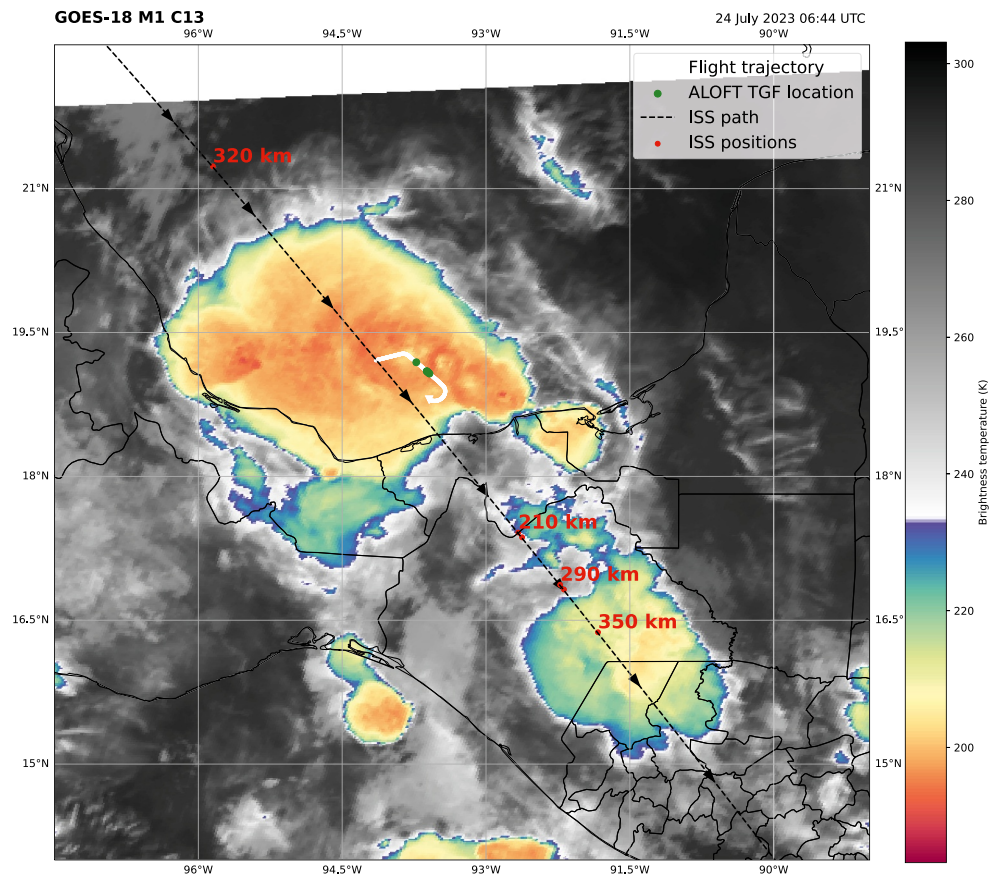 GOES-18 M1 C13
24 July 2023 06:44 UTC
96°W 94.5°W 93°W 91.5°W 90°W
Flight trajectory
ALOFT TGF location
ISS path
ISS positions
320 km
21°N 21°N
19.5°N 19.5°N
18°N 18°N
210 km
290 km
350 km
16.5°N 16.5°N
15°N 15°N
96°W 94.5°W 93°W 91.5°W 90°W
300
280
260
240
220
200
Brightness temperature (K)